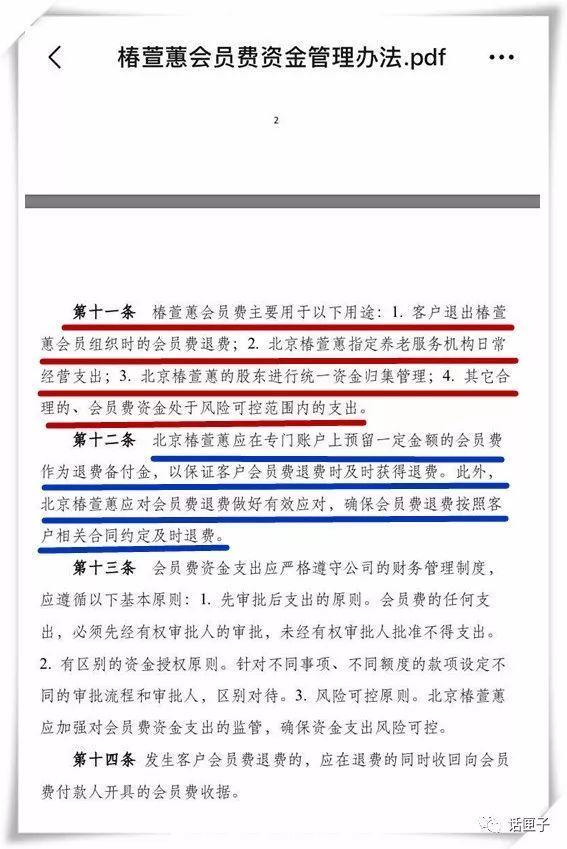 椿萱蕙会员费资金管理办法.pdf
2
第十一条 椿萱蕙会员费主要用于以下用途：1. 客户退出椿萱
蕙会员组织时的会员费退费；2. 北京椿萱蕙指定养老服务机构日常
经营支出；3. 北京椿萱蕙的股东进行统一资金归集管理；4. 其它合
理的、会员费资金处于风险可控范围内的支出。
第十二条 北京椿萱蕙应在专门账户上预留一定金额的会员费
作为退费备付金，以保证客户会员费退费时及时获得退费。此外，
北京椿萱蕙应对会员费退费做好有效应对，确保会员费退费按照客
户相关合同约定及时退费。
第十三条 会员费资金支出应严格遵守公司的财务管理制度，
应遵循以下基本原则：1. 先审批后支出的原则。会员费的任何支
出，必须先经有权审批人的审批，未经有权审批人批准不得支出。
2. 有区别的资金授权原则。针对不同事项、不同额度的款项设定不
同的审批流程和审批人，区别对待。3. 风险可控原则。北京椿萱蕙
应加强对会员费资金支出的监管，确保资金支出风险可控。
第十四条 发生客户会员费退费的，应在退费的同时收回向会员
费付款人开具的会员费收据。
话匣子